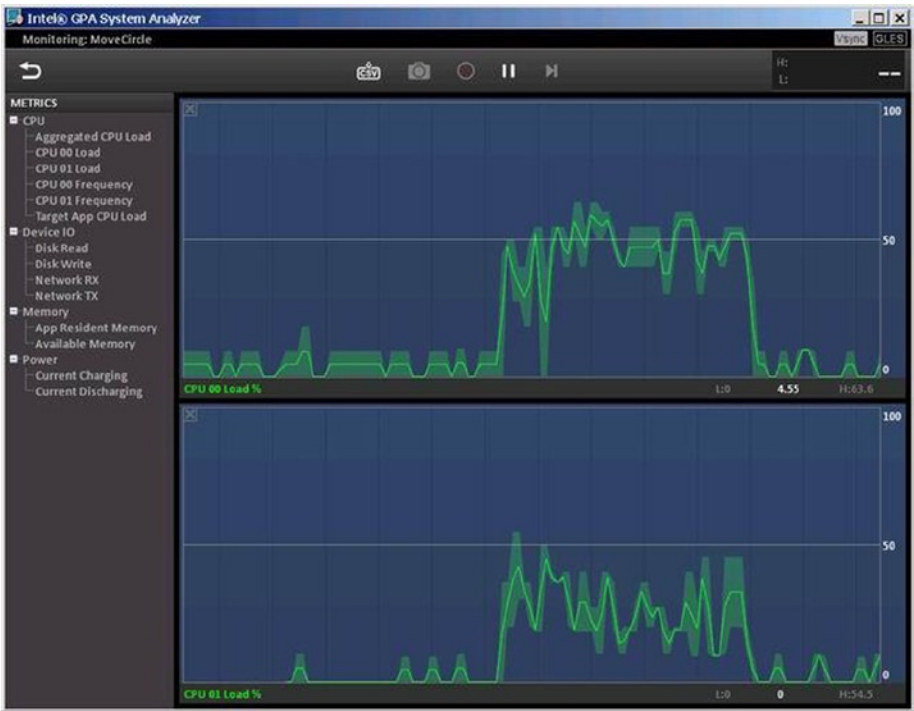 Intel® GPA System Analyzer
Monitoring: MoveCircle
Vsync GLES
CSV
H:
L:
--
METRICS
CPU
Aggregated CPU Load
CPU 00 Load
CPU 01 Load
CPU 00 Frequency
CPU 01 Frequency
Target App CPU Load
Device IO
Disk Read
Disk Write
Network RX
Network TX
Memory
App Resident Memory
Available Memory
Power
Current Charging
Current Discharging
100
50
0
CPU 00 Load % L:0 4.55 H:63.6
100
50
0
CPU 01 Load % L:0 0 H:54.5